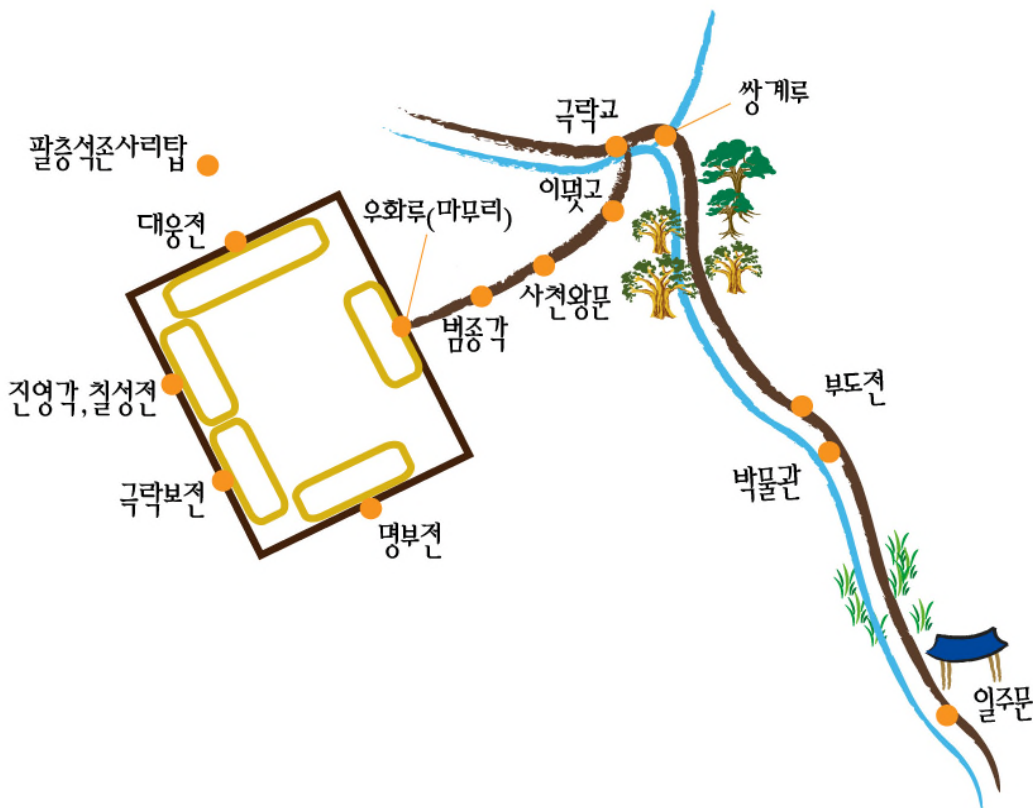 쌍계루
극락교
팔층석존사리탑
이뭣고
우화루(마무리)
대웅전
사천왕문
범종각
진영각,칠성전
부도전
박물관
극락보전
명부전
일주문